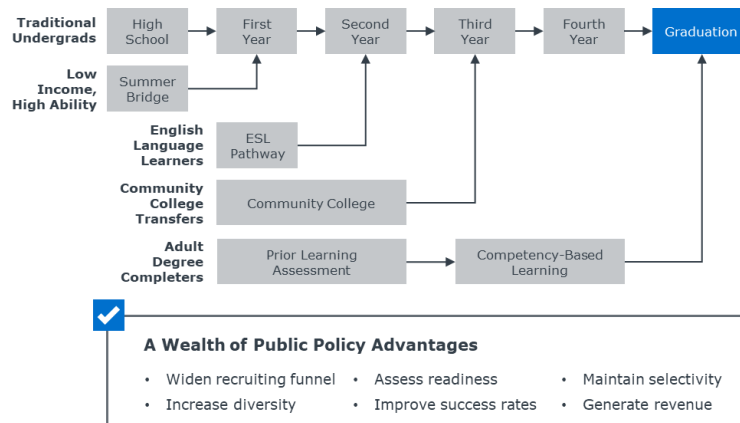 Traditional
Undergrads
High
School
First
Year
Second
Year
Third
Year
Fourth
Year
Graduation
Low
Income,
High Ability
Summer
Bridge
English
Language
Learners
ESL
Pathway
Community
College
Transfers
Community College
Adult
Degree
Completers
Prior Learning
Assessment
Competency-Based
Learning
A Wealth of Public Policy Advantages
• Widen recruiting funnel
• Assess readiness
• Maintain selectivity
• Increase diversity
• Improve success rates
• Generate revenue